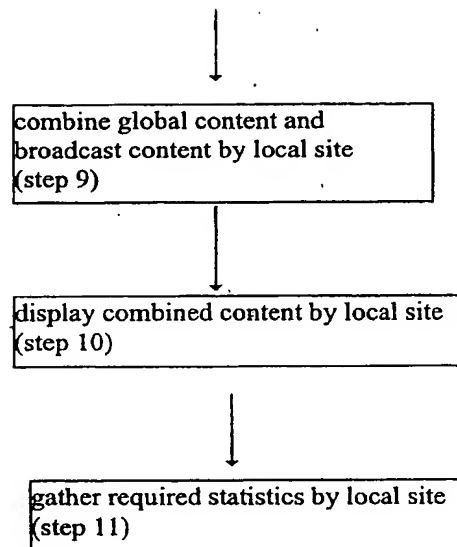 combine global content and
broadcast content by local site
(step 9)
display combined content by local site
(step 10)
gather required statistics by local site
(step 11)